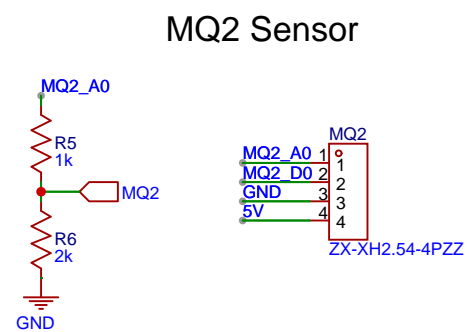 MQ2 Sensor
MQ2_A0
R5
1k
MQ2
R6
2k
GND
MQ2
MQ2_A0 1 1
MQ2_D0 2 2
GND 3 3
5V 4 4
ZX-XH2.54-4PZZ